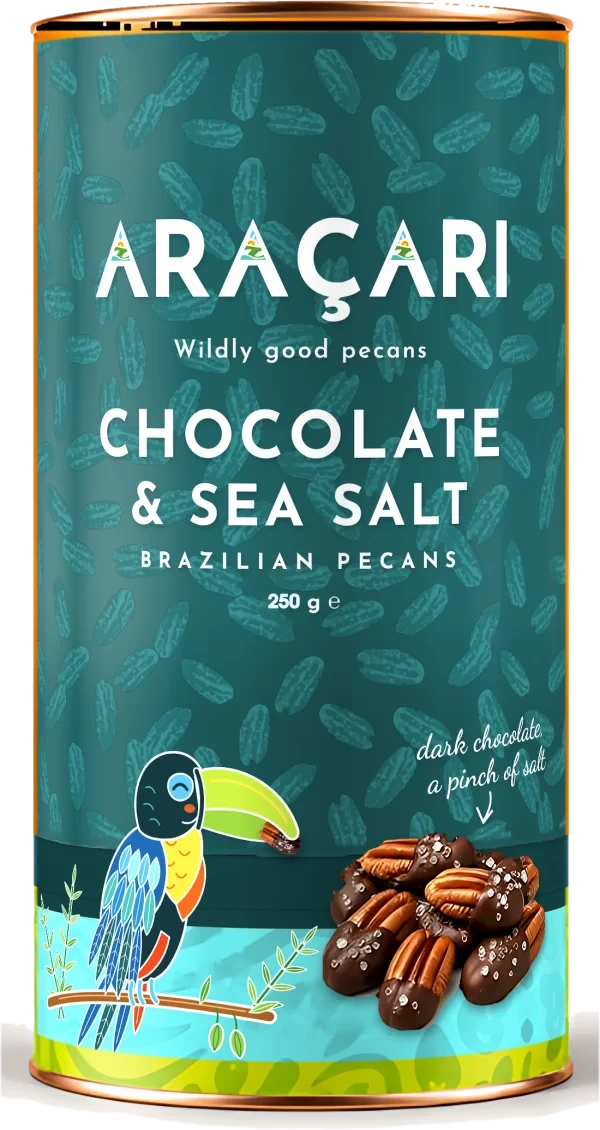 ARAÇARI
Wildly good pecans
CHOCOLATE
& SEA SALT
BRAZILIAN PECANS
250 g ℮
dark chocolate,
a pinch of salt